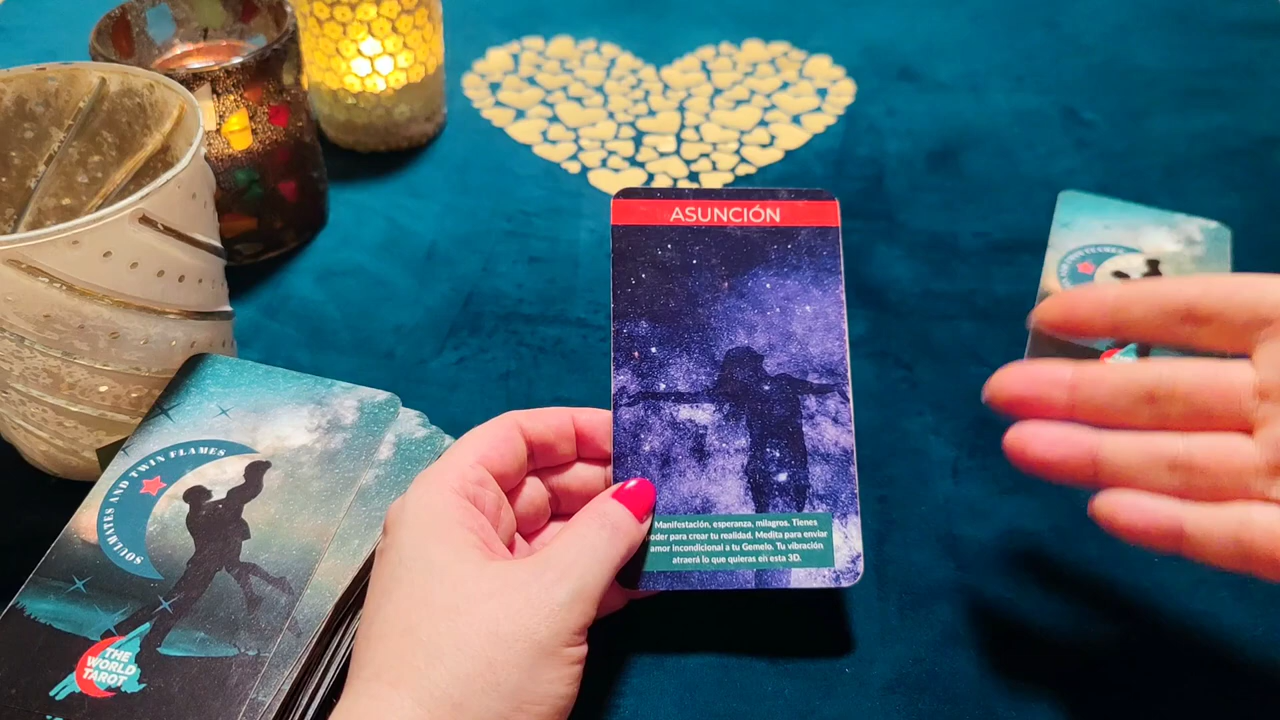 ASUNCIÓN
Manifestación, esperanza, milagros. Tienes
poder para crear tu realidad. Medita para enviar
amor incondicional a tu Gemelo. Tu vibración
atraerá lo que quieras en esta 3D.
SOULMATES AND TWIN FLAMES
THE
WORLD
TAROT